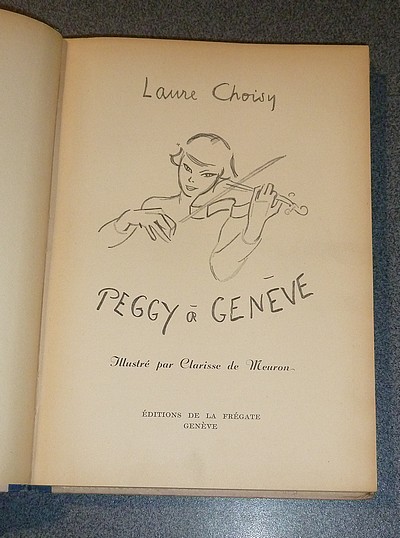 Laure Choisy
PEGGY à GENÈVE
Illustré par Clarisse de Meuron
ÉDITIONS DE LA FRÉGATE
GENÈVE